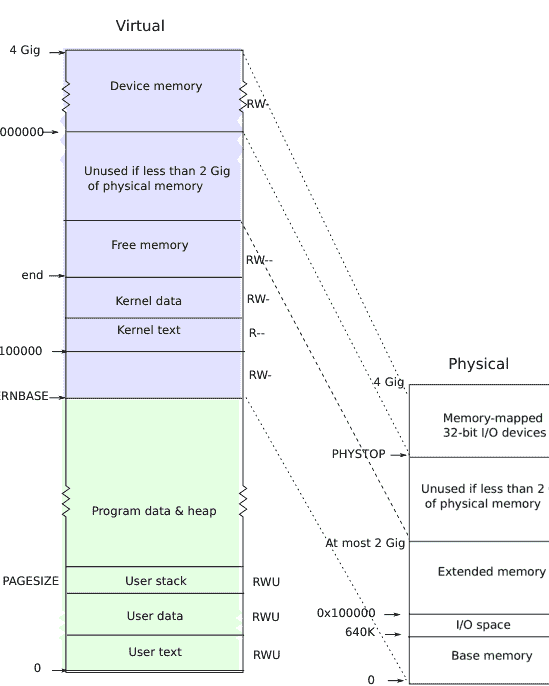 Virtual
4 Gig
Device memory
RW-
000000
Unused if less than 2 Gig
of physical memory
Free memory
RW--
end
Kernel data
RW-
Kernel text
R--
100000
RW-
ERNBASE
Program data & heap
PAGESIZE
User stack
RWU
User data
RWU
User text
RWU
0
Physical
4 Gig
Memory-mapped
32-bit I/O devices
PHYSTOP
Unused if less than 2
of physical memory
At most 2 Gig
Extended memory
0x100000
I/O space
640K
Base memory
0